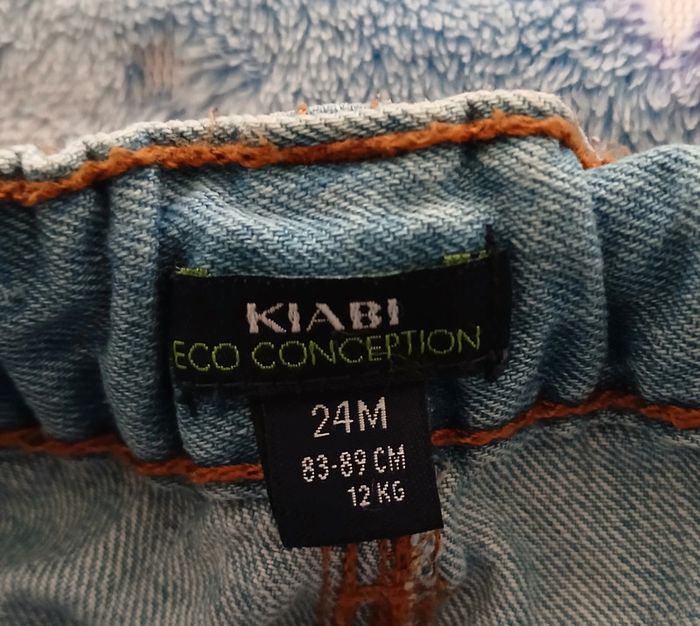 KIABI
ECO CONCEPTION
24M
83-89 CM
12 KG